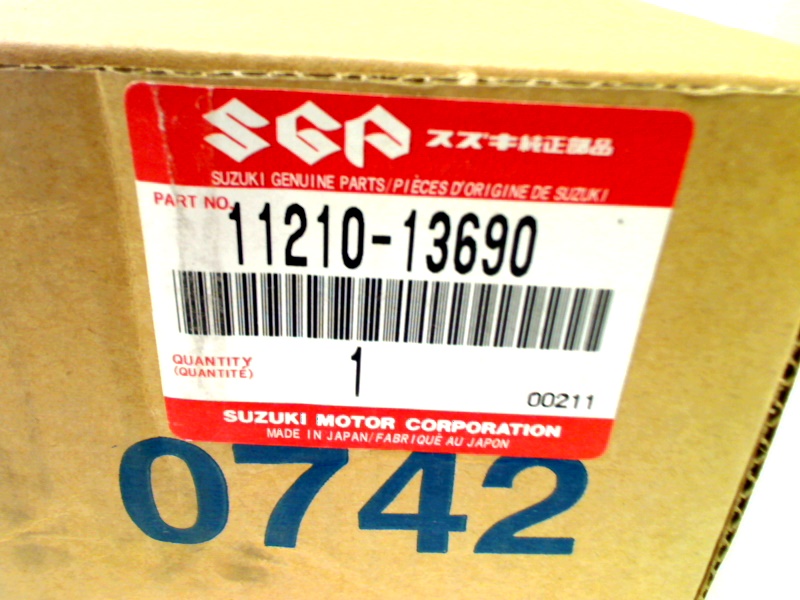 SGP スズキ純正部品
SUZUKI GENUINE PARTS/PIÈCES D'ORIGINE DE SUZUKI
PART NO.
11210-13690
QUANTITY
(QUANTITÉ)
1
00211
SUZUKI MOTOR CORPORATION
MADE IN JAPAN/FABRIQUÉ AU JAPON
0742